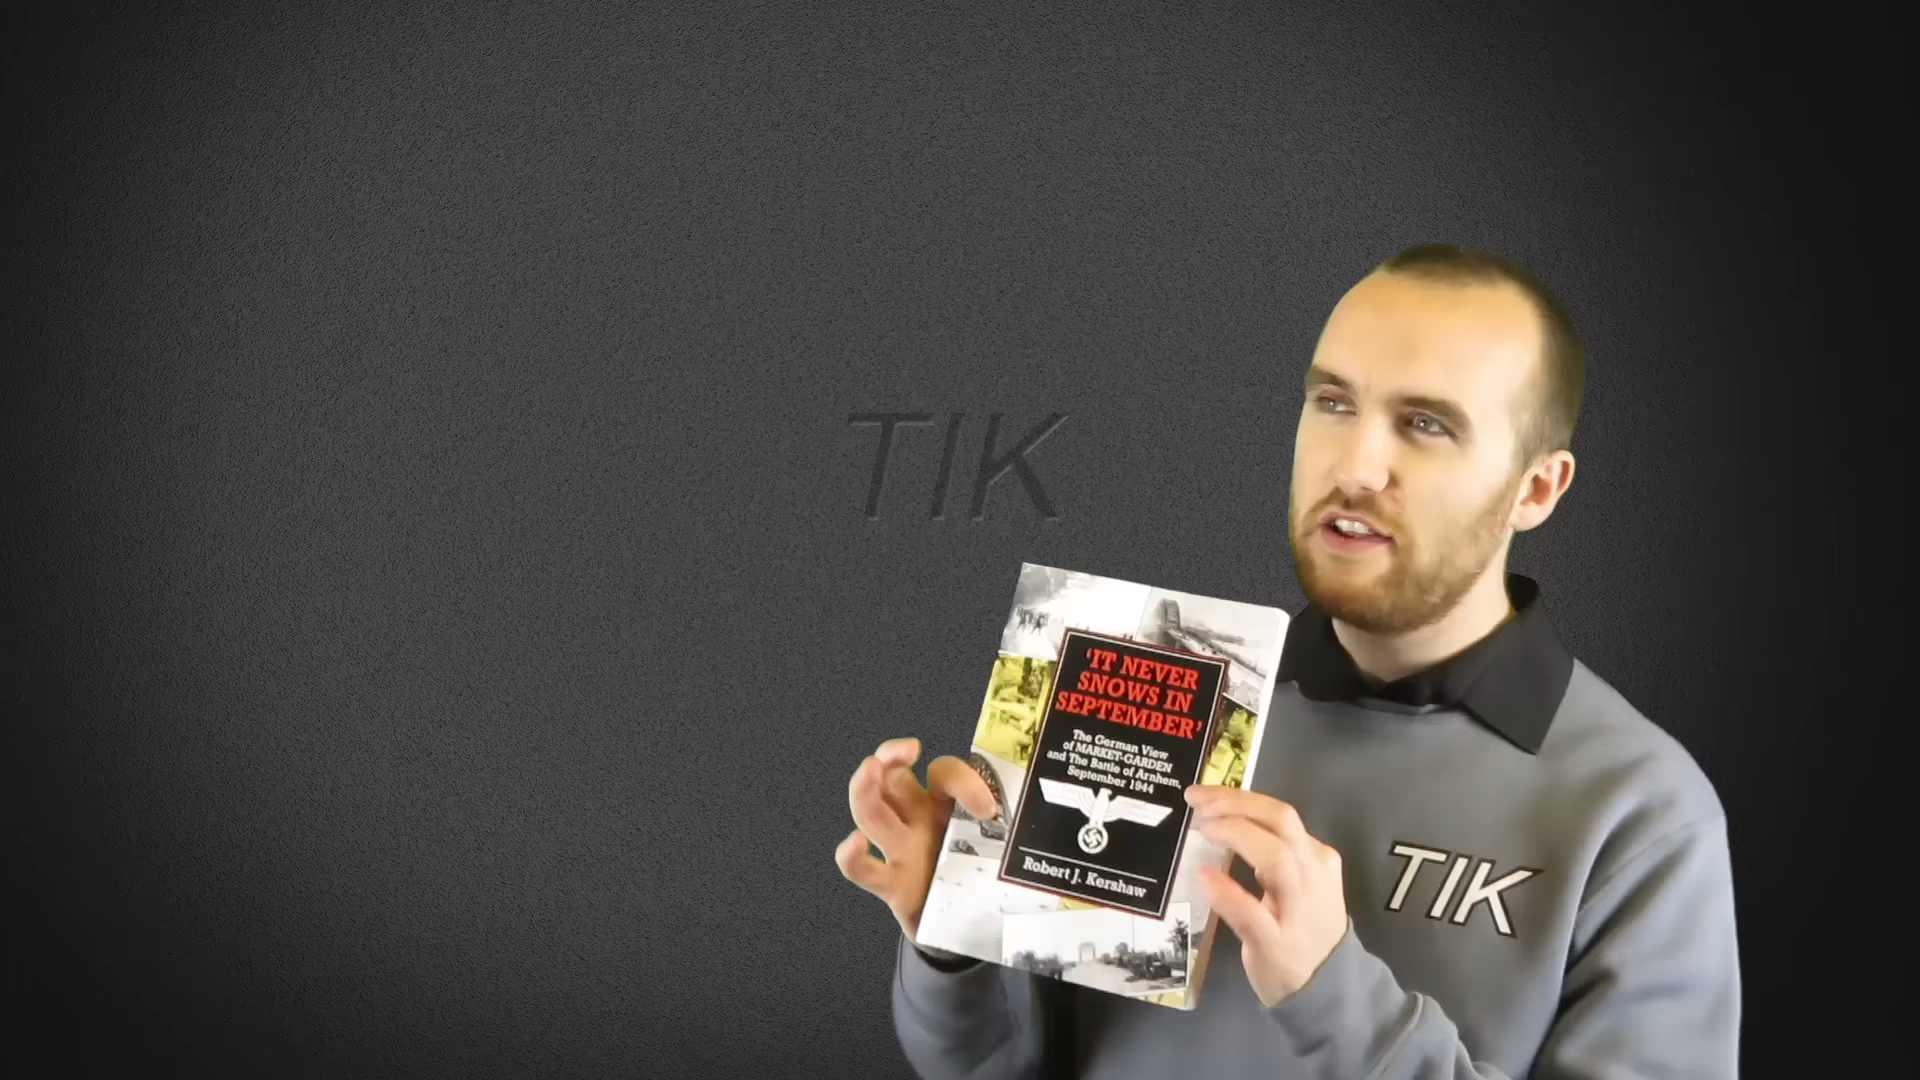 TIK
'IT NEVER
SNOWS IN
SEPTEMBER'
The German View
of MARKET-GARDEN
and The Battle of Arnhem,
September 1944
Robert J. Kershaw
TIK